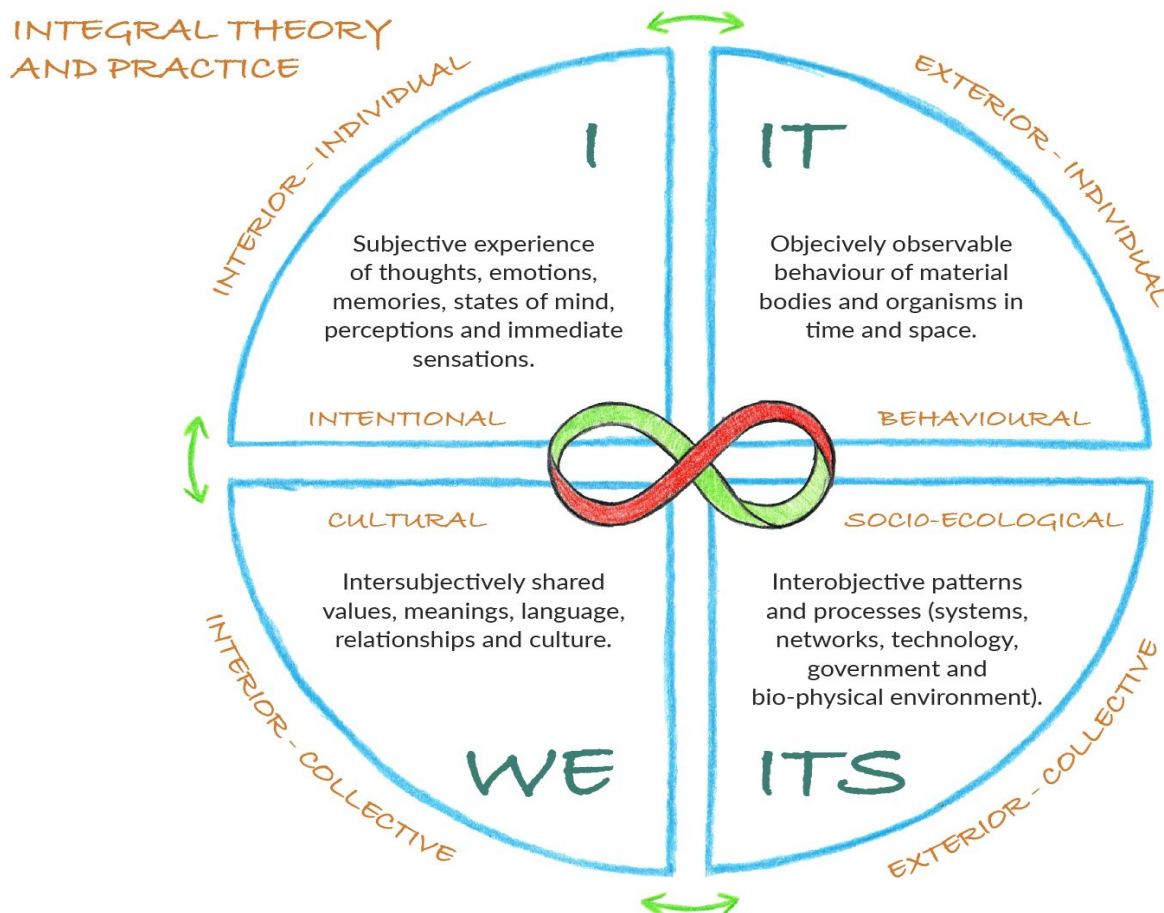 INTEGRAL THEORY
AND PRACTICE
INTERIOR - INDIVIDUAL
EXTERIOR - INDIVIDUAL
I
Subjective experience
of thoughts, emotions,
memories, states of mind,
perceptions and immediate
sensations.
INTENTIONAL
IT
Objecively observable
behaviour of material
bodies and organisms in
time and space.
BEHAVIOURAL
CULTURAL
Intersubjectively shared
values, meanings, language,
relationships and culture.
WE
INTERIOR - COLLECTIVE
SOCIO-ECOLOGICAL
Interobjective patterns
and processes (systems,
networks, technology,
government and
bio-physical environment).
ITS
EXTERIOR - COLLECTIVE